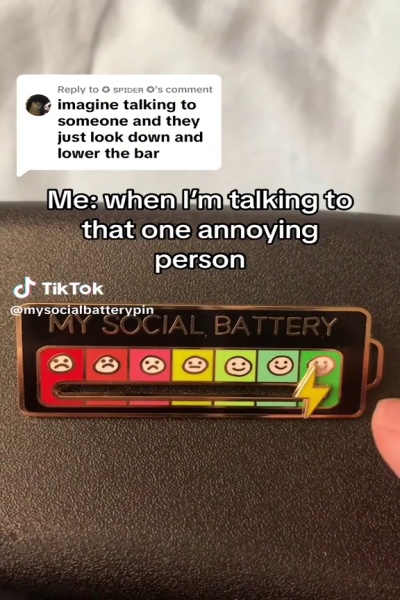 Reply to ✪ SPIDER ✪'s comment
imagine talking to
someone and they
just look down and
lower the bar
Me: when I'm talking to
that one annoying
person
TikTok
@mysocialbatterypin
MY SOCIAL BATTERY